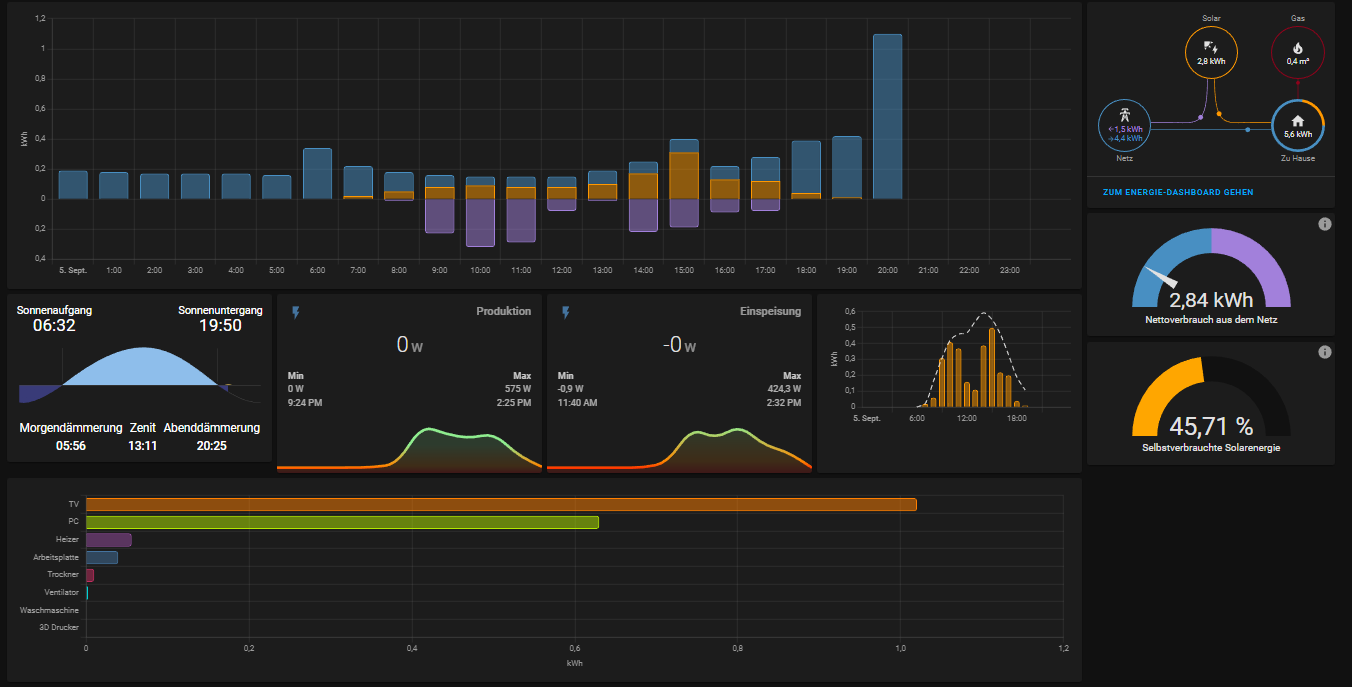 1,2
1
0,8
0,6
0,4
0,2
0
0,2
0,4
kWh
5. Sept. 1:00 2:00 3:00 4:00 5:00 6:00 7:00 8:00 9:00 10:00 11:00 12:00 13:00 14:00 15:00 16:00 17:00 18:00 19:00 20:00 21:00 22:00 23:00
Solar Gas
2,8 kWh 0,4 m³
←1,5 kWh
→4,4 kWh
5,6 kWh
Netz Zu Hause
ZUM ENERGIE-DASHBOARD GEHEN
2,84 kWh
Nettoverbrauch aus dem Netz
45,71 %
Selbstverbrauchte Solarenergie
Sonnenaufgang Sonnenuntergang
06:32 19:50
Morgendämmerung Zenit Abenddämmerung
05:56 13:11 20:25
Produktion
0 W
Min Max
0 W 575 W
9:24 PM 2:25 PM
Einspeisung
-0 W
Min Max
-0,9 W 424,3 W
11:40 AM 2:32 PM
0,6
0,5
0,4
0,3
0,2
0,1
0
kWh
5. Sept. 6:00 12:00 18:00
TV
PC
Heizer
Arbeitsplatte
Trockner
Ventilator
Waschmaschine
3D Drucker
0 0,2 0,4 0,6 0,8 1,0 1,2
kWh